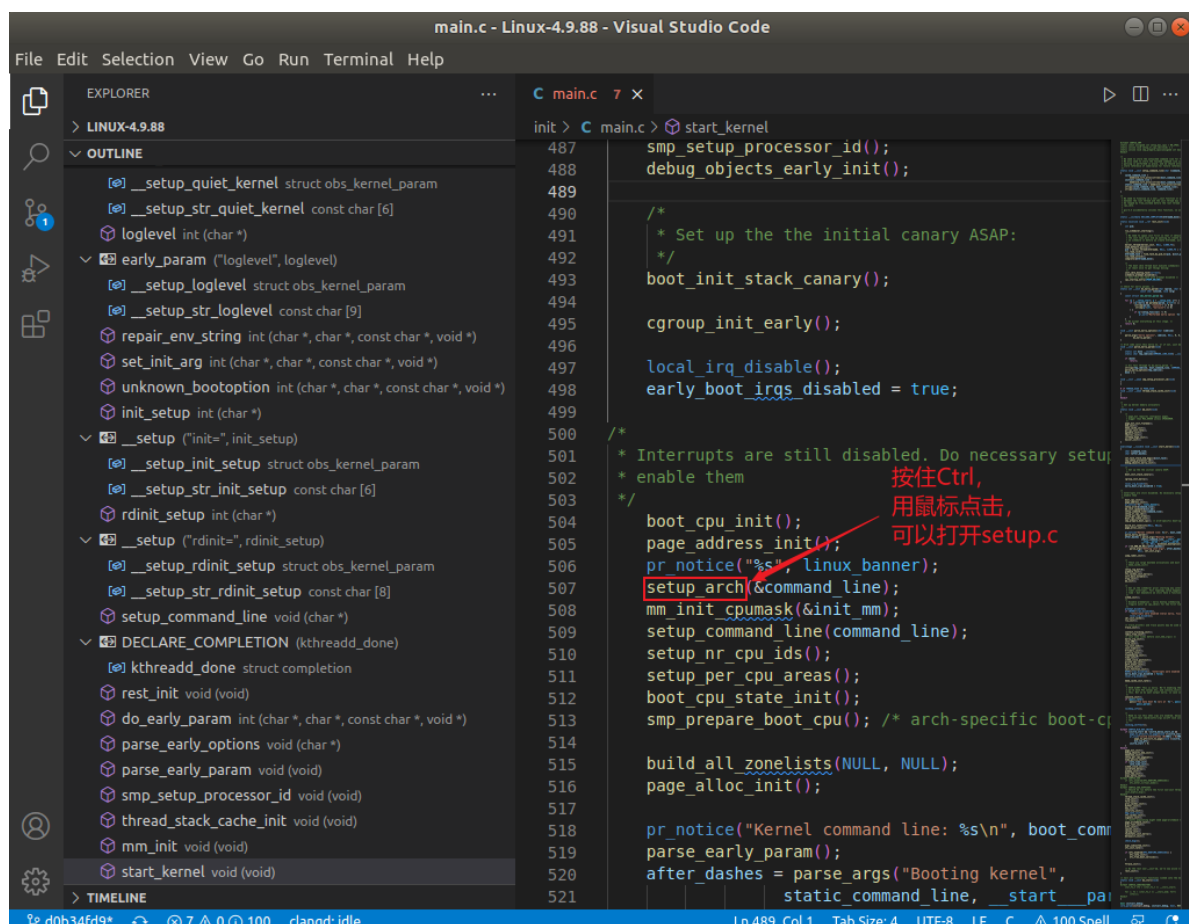 main.c - Linux-4.9.88 - Visual Studio Code
File Edit Selection View Go Run Terminal Help
EXPLORER
LINUX-4.9.88
OUTLINE
__setup_quiet_kernel struct obs_kernel_param
__setup_str_quiet_kernel const char [6]
loglevel int (char *)
early_param ("loglevel", loglevel)
__setup_loglevel struct obs_kernel_param
__setup_str_loglevel const char [9]
repair_env_string int (char *, char *, const char *, void *)
set_init_arg int (char *, char *, const char *, void *)
unknown_bootoption int (char *, char *, const char *, void *)
init_setup int (char *)
__setup ("init=", init_setup)
__setup_init_setup struct obs_kernel_param
__setup_str_init_setup const char [6]
rdinit_setup int (char *)
__setup ("rdinit=", rdinit_setup)
__setup_rdinit_setup struct obs_kernel_param
__setup_str_rdinit_setup const char [8]
setup_command_line void (char *)
DECLARE_COMPLETION (kthreadd_done)
kthreadd_done struct completion
rest_init void (void)
do_early_param int (char *, char *, const char *, void *)
parse_early_options void (char *)
parse_early_param void (void)
smp_setup_processor_id void (void)
thread_stack_cache_init void (void)
mm_init void (void)
start_kernel void (void)
TIMELINE
C main.c 7
init > C main.c > start_kernel
487 smp_setup_processor_id();
488 debug_objects_early_init();
489
490 /*
491 * Set up the the initial canary ASAP:
492 */
493 boot_init_stack_canary();
494
495 cgroup_init_early();
496
497 local_irq_disable();
498 early_boot_irqs_disabled = true;
499
500 /*
501 * Interrupts are still disabled. Do necessary setup
502 * enable them
503 */
504 boot_cpu_init();
505 page_address_init();
506 pr_notice("%s", linux_banner);
507 setup_arch(&command_line);
508 mm_init_cpumask(&init_mm);
509 setup_command_line(command_line);
510 setup_nr_cpu_ids();
511 setup_per_cpu_areas();
512 boot_cpu_state_init();
513 smp_prepare_boot_cpu(); /* arch-specific boot-cp
514
515 build_all_zonelists(NULL, NULL);
516 page_alloc_init();
517
518 pr_notice("Kernel command line: %s\n", boot_comm
519 parse_early_param();
520 after_dashes = parse_args("Booting kernel",
521 static_command_line, __start___par
按住Ctrl,
用鼠标点击,
可以打开setup.c
1
d0b34fd9* 7 0 100 clangd: idle Ln 489, Col 1 Tab Size: 4 UTF-8 LF C 100 Spell